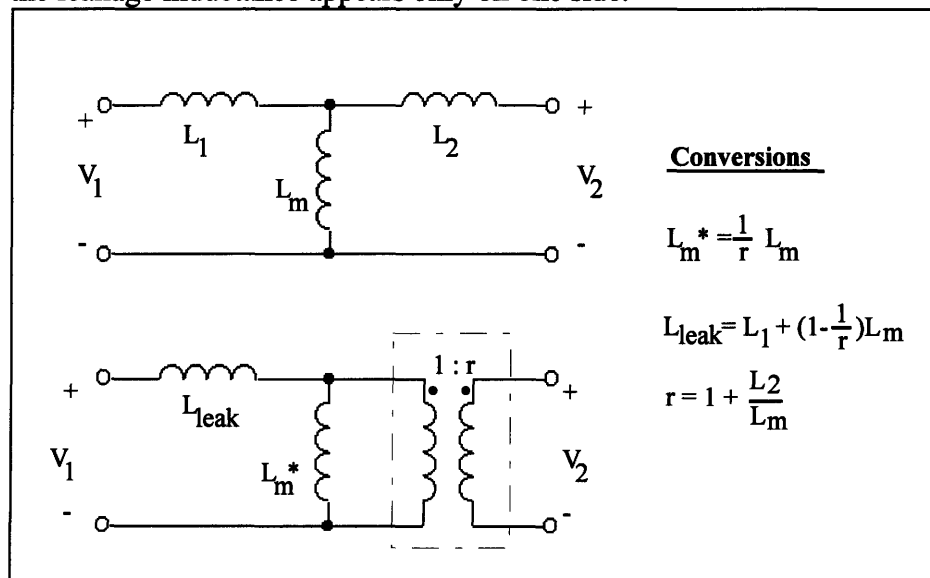 the leakage inductance appears only on one side.
+ L1 L2 +
V1 Lm V2
- -
Conversions
Lm* = 1/r Lm
Lleak = L1 + (1-1/r)Lm
r = 1 + L2/Lm
1 : r
+ Lleak +
V1 Lm* V2
- -